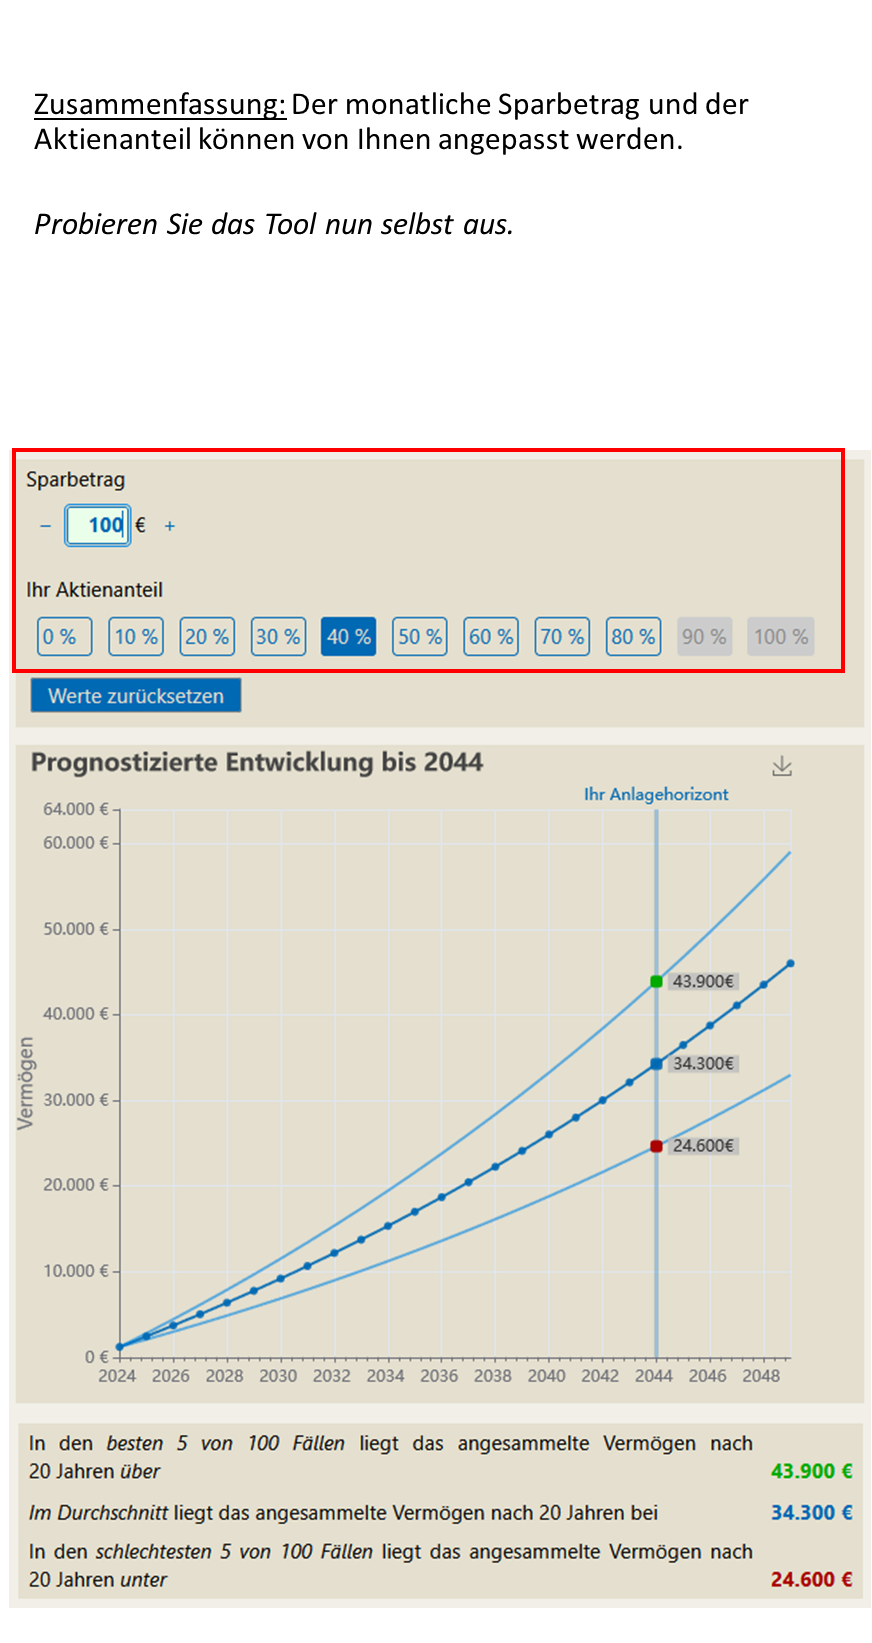 Zusammenfassung: Der monatliche Sparbetrag und der
Aktienanteil können von Ihnen angepasst werden.
Probieren Sie das Tool nun selbst aus.
Sparbetrag
– 100 € +
Ihr Aktienanteil
0 % 10 % 20 % 30 % 40 % 50 % 60 % 70 % 80 % 90 % 100 %
Werte zurücksetzen
Prognostizierte Entwicklung bis 2044
Ihr Anlagehorizont
64.000 €
60.000 €
50.000 €
43.900€
40.000 €
34.300€
Vermögen
30.000 €
24.600€
20.000 €
10.000 €
0 €
2024 2026 2028 2030 2032 2034 2036 2038 2040 2042 2044 2046 2048
In den besten 5 von 100 Fällen liegt das angesammelte Vermögen nach
20 Jahren über 43.900 €
Im Durchschnitt liegt das angesammelte Vermögen nach 20 Jahren bei 34.300 €
In den schlechtesten 5 von 100 Fällen liegt das angesammelte Vermögen nach
20 Jahren unter 24.600 €